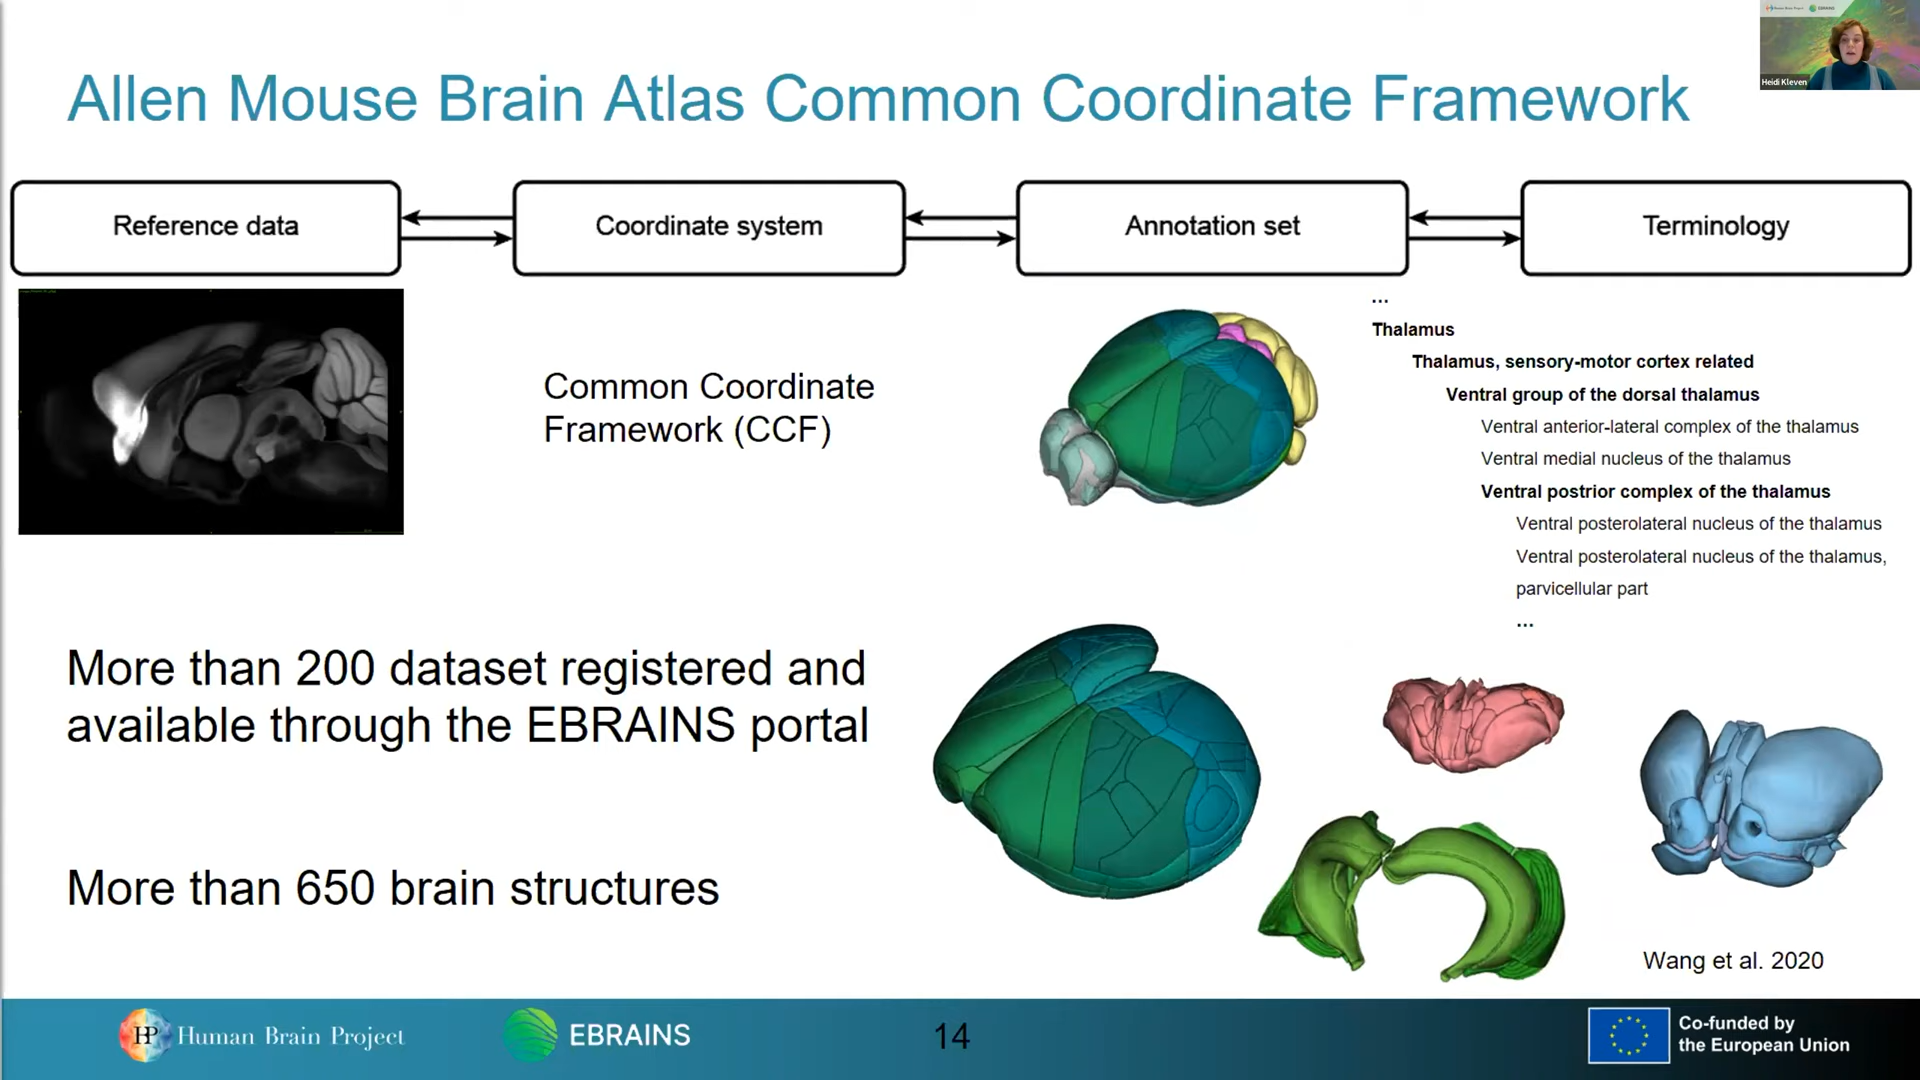 Human Brain Project EBRAINS
Heidi Kleven
Allen Mouse Brain Atlas Common Coordinate Framework
Reference data
Coordinate system
Annotation set
Terminology
Common Coordinate
Framework (CCF)
...
Thalamus
Thalamus, sensory-motor cortex related
Ventral group of the dorsal thalamus
Ventral anterior-lateral complex of the thalamus
Ventral medial nucleus of the thalamus
Ventral postrior complex of the thalamus
Ventral posterolateral nucleus of the thalamus
Ventral posterolateral nucleus of the thalamus,
parvicellular part
...
More than 200 dataset registered and
available through the EBRAINS portal
More than 650 brain structures
Wang et al. 2020
HP Human Brain Project
EBRAINS
14
Co-funded by
the European Union